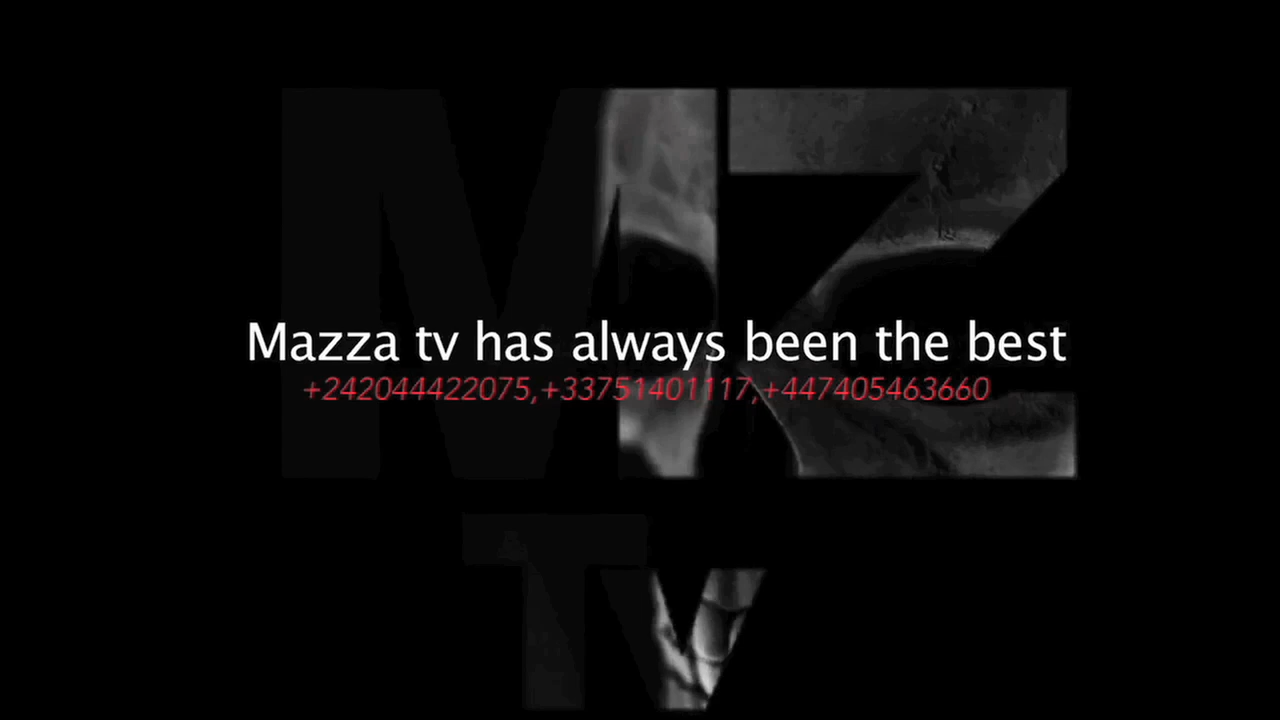 MZ
Mazza tv has always been the best
+242044422075,+33751401117,+447405463660
Tv